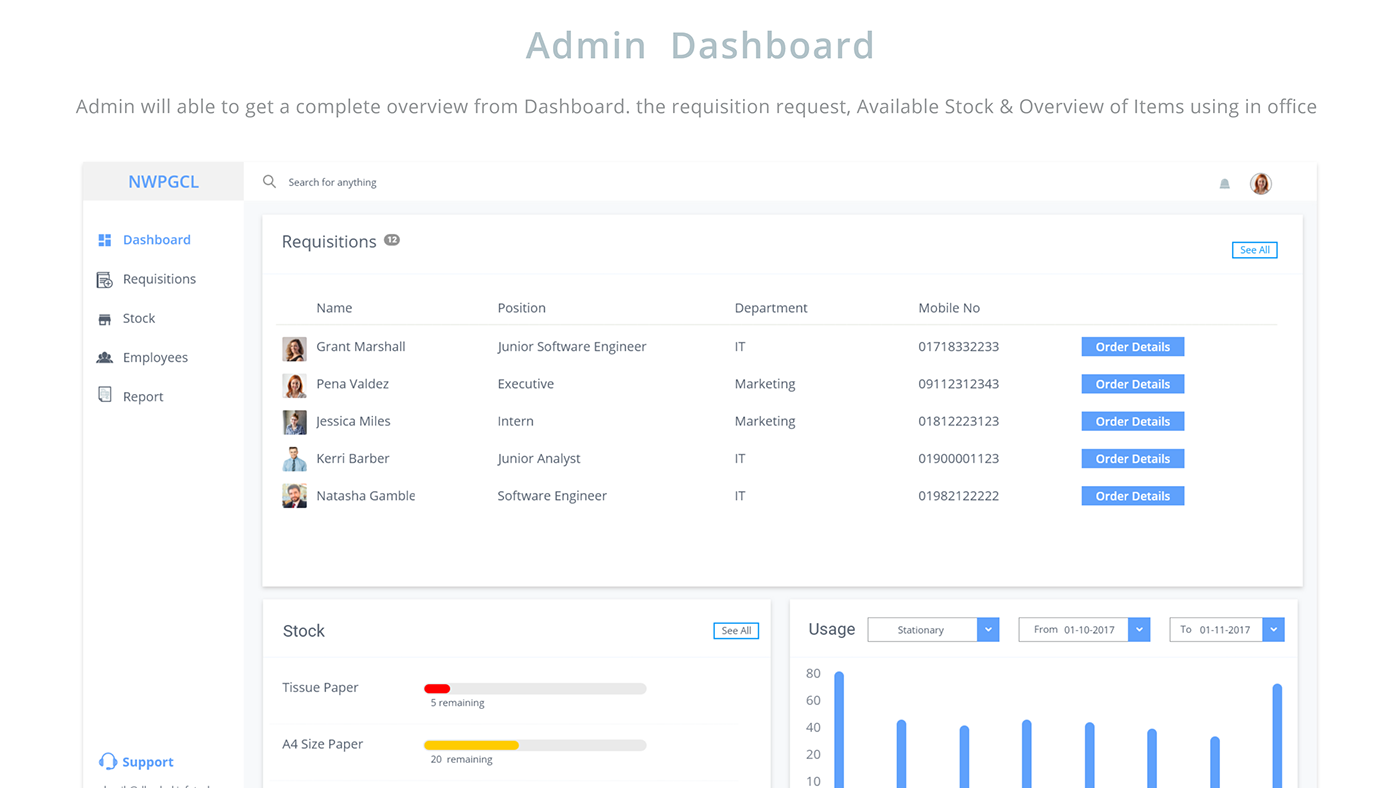 Admin Dashboard
Admin will able to get a complete overview from Dashboard. the requisition request, Available Stock & Overview of Items using in office
NWPGCL
Search for anything
Dashboard
Requisitions
Stock
Employees
Report
Support
Requisitions 12
See All
Name Position Department Mobile No
Grant Marshall Junior Software Engineer IT 01718332233 Order Details
Pena Valdez Executive Marketing 09112312343 Order Details
Jessica Miles Intern Marketing 01812223123 Order Details
Kerri Barber Junior Analyst IT 01900001123 Order Details
Natasha Gamble Software Engineer IT 01982122222 Order Details
Stock See All
Tissue Paper
5 remaining
A4 Size Paper
20 remaining
Usage Stationary From 01-10-2017 To 01-11-2017
80
60
40
20
10